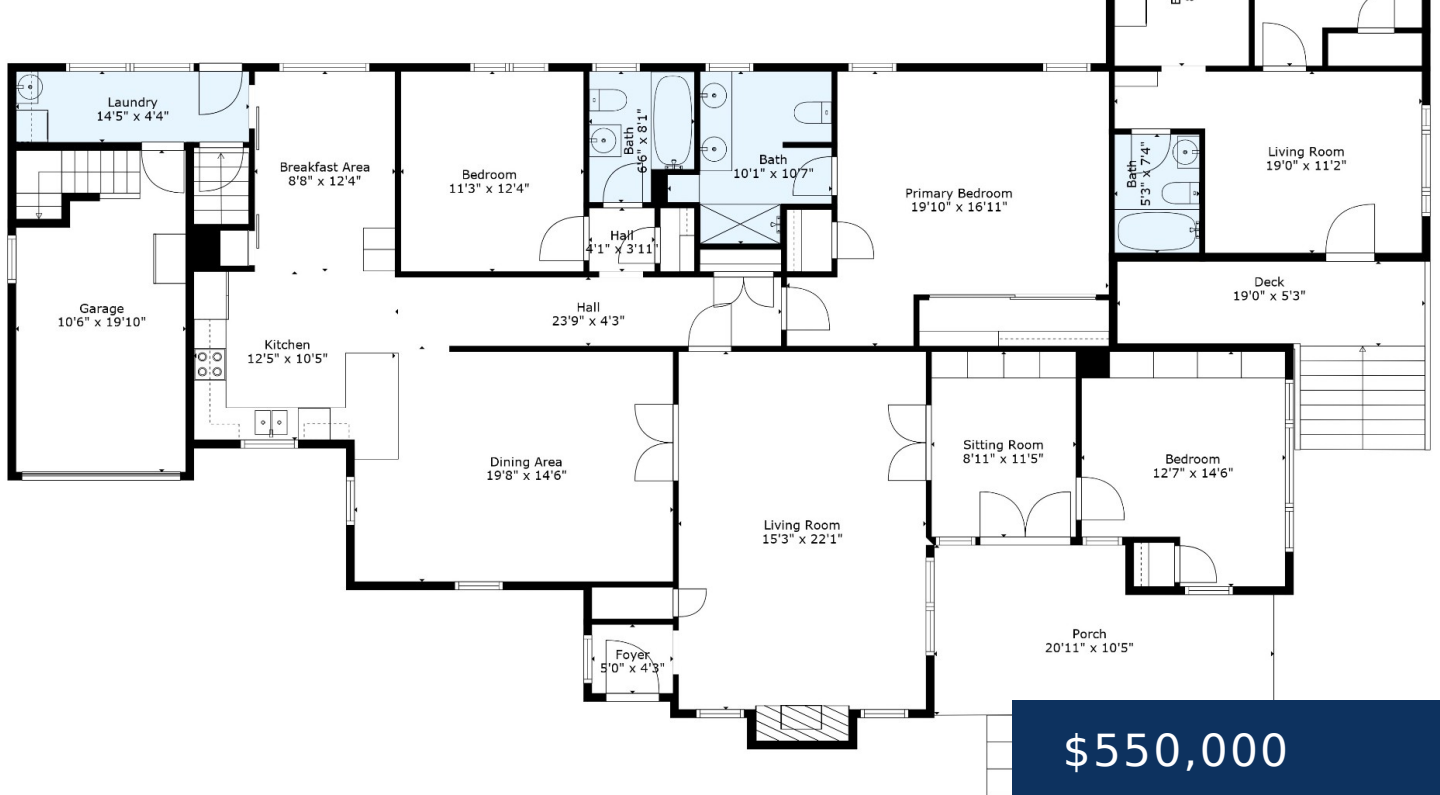 Laundry
14'5" x 4'4"
Breakfast Area
8'8" x 12'4"
Bedroom
11'3" x 12'4"
Bath
6'6" x 8'1"
Bath
10'1" x 10'7"
Primary Bedroom
19'10" x 16'11"
Bath
5'3" x 7'4"
Living Room
19'0" x 11'2"
Hall
4'1" x 3'11"
Deck
19'0" x 5'3"
Garage
10'6" x 19'10"
Hall
23'9" x 4'3"
Kitchen
12'5" x 10'5"
Dining Area
19'8" x 14'6"
Sitting Room
8'11" x 11'5"
Bedroom
12'7" x 14'6"
Living Room
15'3" x 22'1"
Foyer
5'0" x 4'3"
Porch
20'11" x 10'5"
$550,000